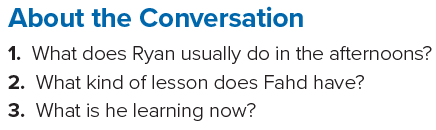 About the Conversation
1. What does Ryan usually do in the afternoons?
2. What kind of lesson does Fahd have?
3. What is he learning now?